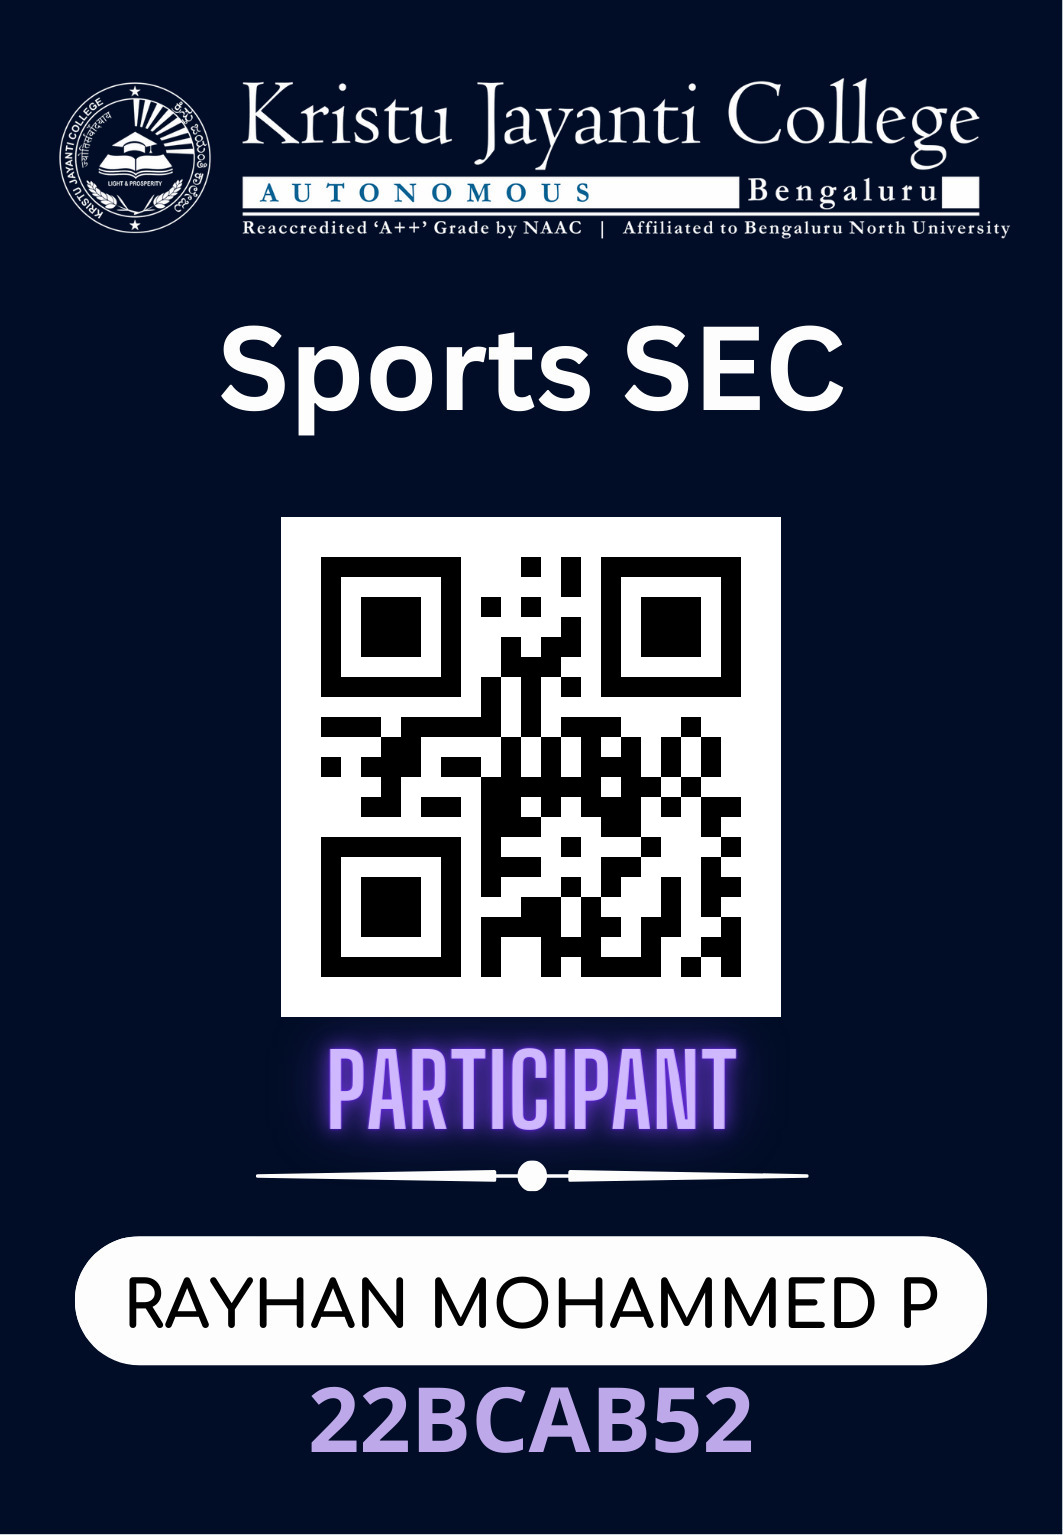 Kristu Jayanti College
AUTONOMOUS Bengaluru
Reaccredited ‘A++’ Grade by NAAC | Affiliated to Bengaluru North University
KRISTU JAYANTI COLLEGE
ಕ್ರಿಸ್ತು ಜಯಂತಿ ಕಾಲೇಜು
LIGHT & PROSPERITY
Sports SEC
PARTICIPANT
RAYHAN MOHAMMED P
22BCAB52